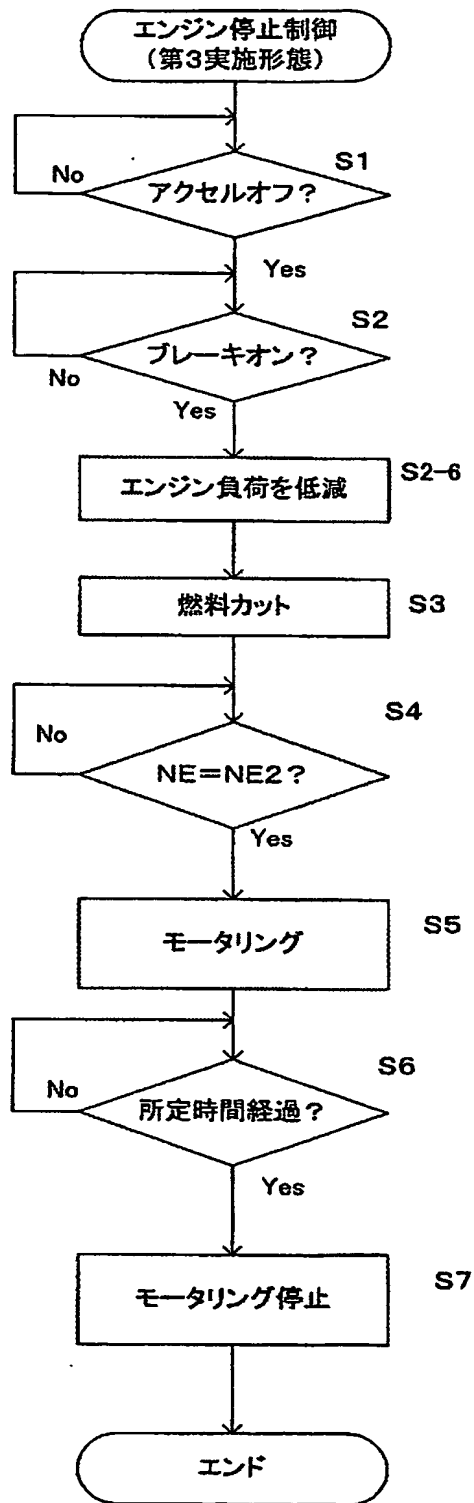 エンジン停止制御
(第3実施形態)
S1
No
アクセルオフ?
Yes
S2
ブレーキオン?
No
Yes
S2-6
エンジン負荷を低減
燃料カット
S3
S4
No
NE=NE2?
Yes
S5
モータリング
S6
No
所定時間経過?
Yes
S7
モータリング停止
エンド